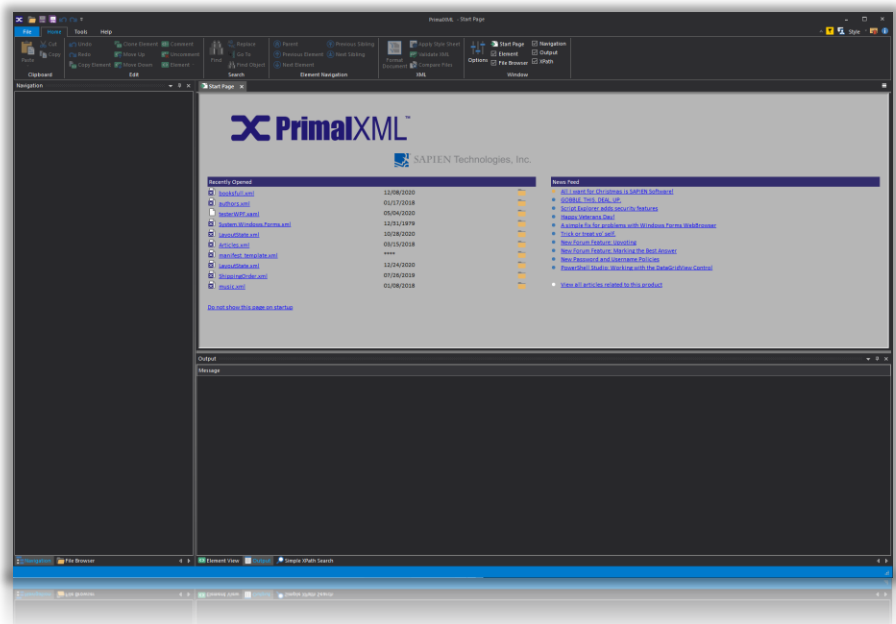 PrimalXML - Start Page
File Home Tools Help
Style
Paste Cut Copy
Clipboard
Undo Redo Copy Element Clone Element Move Up Move Down Comment Uncomment Element
Edit
Find Replace Go To Find Object
Search
Parent Previous Element Next Element Previous Sibling Next Sibling
Element Navigation
Format Document Apply Style Sheet Validate XML Compare Files
XML
Options Start Page Element File Browser Navigation Output XPath
Window
Navigation
Start Page
PrimalXML™
SAPIEN Technologies, Inc.
Recently Opened
booksfull.xml 12/08/2020
authors.xml 01/17/2018
testerWPF.xaml 05/04/2020
System.Windows.Forms.xml 12/31/1979
LayoutState.xml 10/28/2020
Articles.xml 03/15/2018
manifest_template.xml ****
LayoutState.xml 12/24/2020
ShippingOrder.xml 07/26/2018
music.xml 01/08/2018
Do not show this page on startup
News Feed
All I want for Christmas is SAPIEN Software!
GOBBLE. THIS. DEAL. UP.
Script Explorer adds security features
Happy Veterans Day!
A simple fix for problems with Windows Forms WebBrowser
Trick or treat yo' self.
New Forum Feature: Upvoting
New Forum Feature: Marking the Best Answer
New Password and Username Policies
PowerShell Studio: Working with the DataGridView Control
View all articles related to this product
Output
Message
Navigation File Browser
Element View Output Simple XPath Search